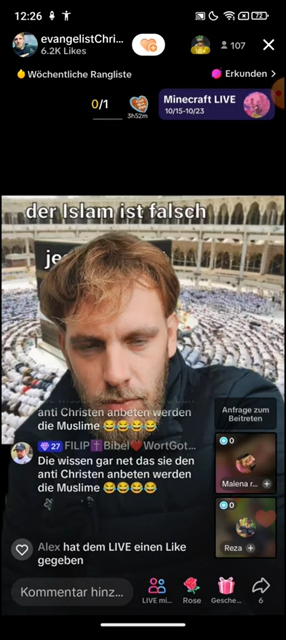 12:26
72
evangelistChri...
6.2K Likes
107
Wöchentliche Rangliste
Erkunden >
0/1
3h52m
Minecraft LIVE
10/15-10/23
der Islam ist falsch
je
anti Christen anbeten werden
die Muslime 😂😂😂😂
27 FILIP✝️Bibel❤️WortGot...
Die wissen gar net das sie den
anti Christen anbeten werden
die Muslime 😂😂😂😂
Anfrage zum
Beitreten
0
Malena r... +
0
Reza +
Alex hat dem LIVE einen Like
gegeben
Kommentar hinz...
LIVE mi...
Rose
Gesche...
6